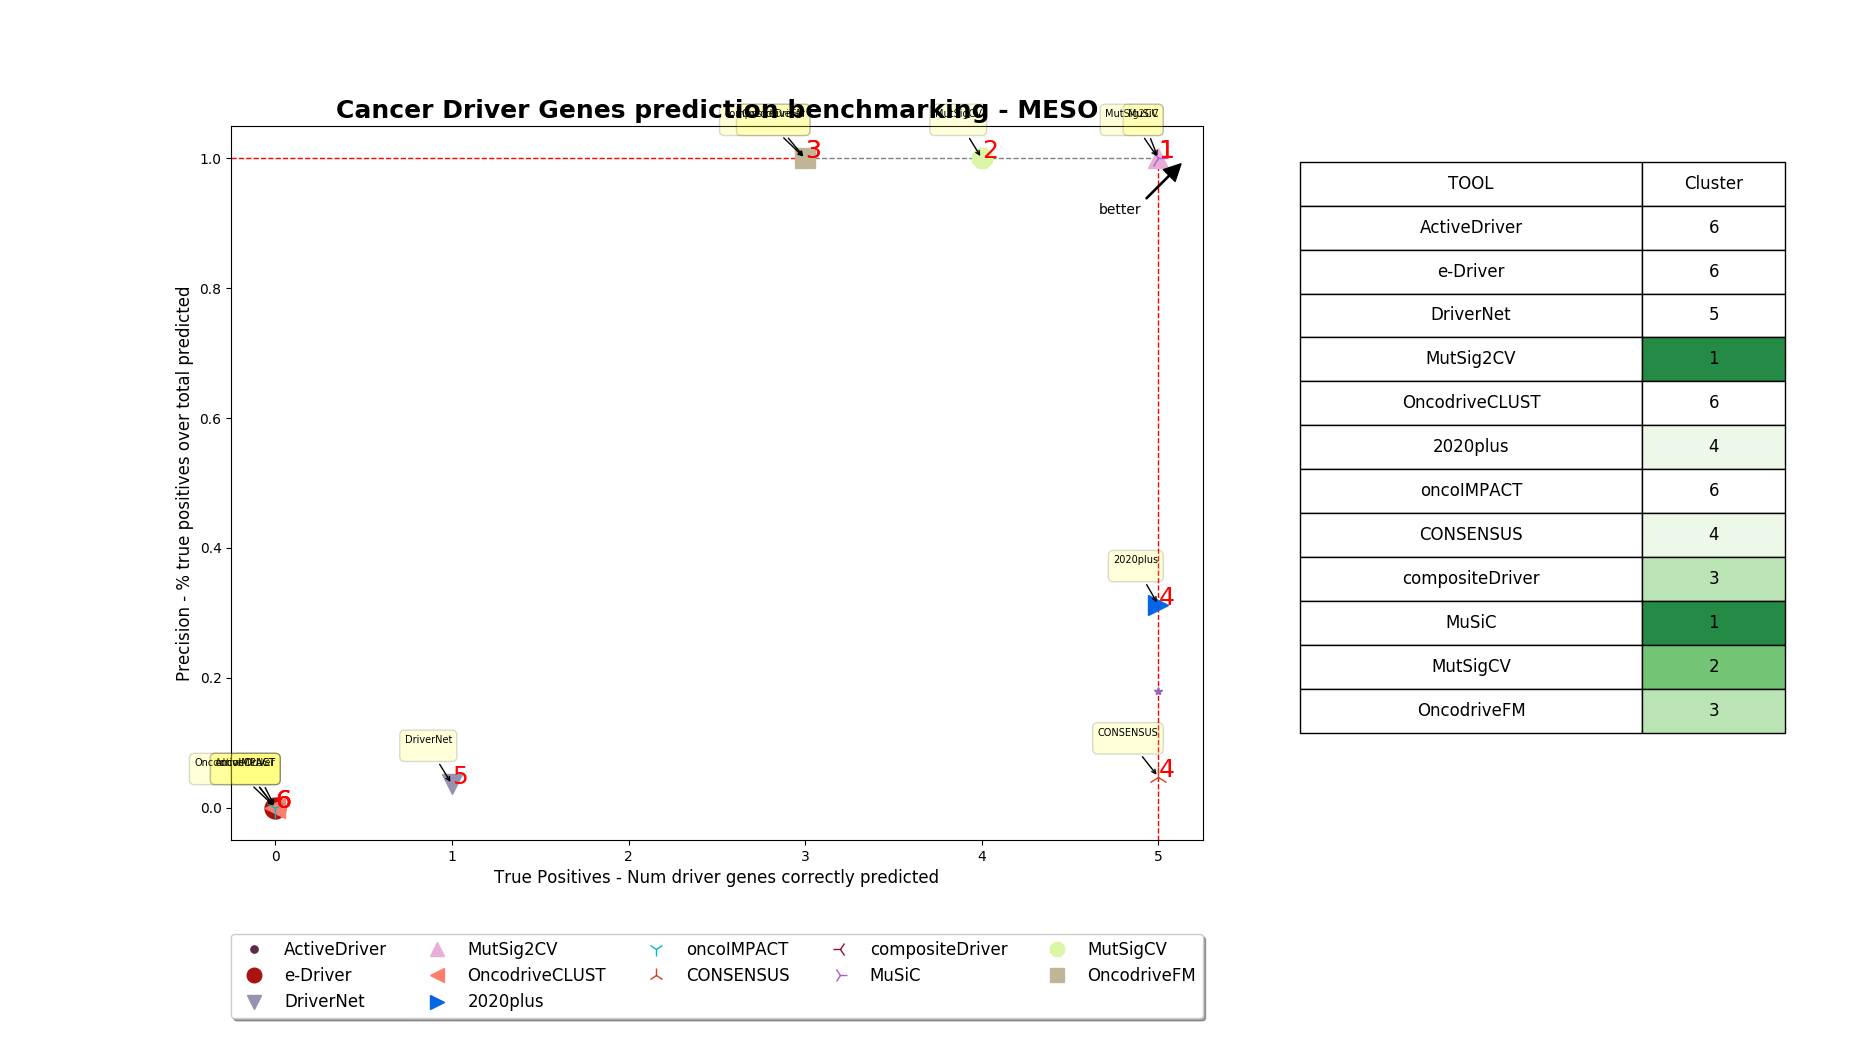 Cancer Driver Genes prediction benchmarking - MESO
MutSigCV
MuSiC
3
2
1
better
2020plus
4
CONSENSUS
4
DriverNet
5
6
1.0
0.8
0.6
0.4
0.2
0.0
Precision - % true positives over total predicted
0 1 2 3 4 5
True Positives - Num driver genes correctly predicted
ActiveDriver MutSig2CV oncoIMPACT compositeDriver MutSigCV
e-Driver OncodriveCLUST CONSENSUS MuSiC OncodriveFM
DriverNet 2020plus
TOOL Cluster
ActiveDriver 6
e-Driver 6
DriverNet 5
MutSig2CV 1
OncodriveCLUST 6
2020plus 4
oncoIMPACT 6
CONSENSUS 4
compositeDriver 3
MuSiC 1
MutSigCV 2
OncodriveFM 3